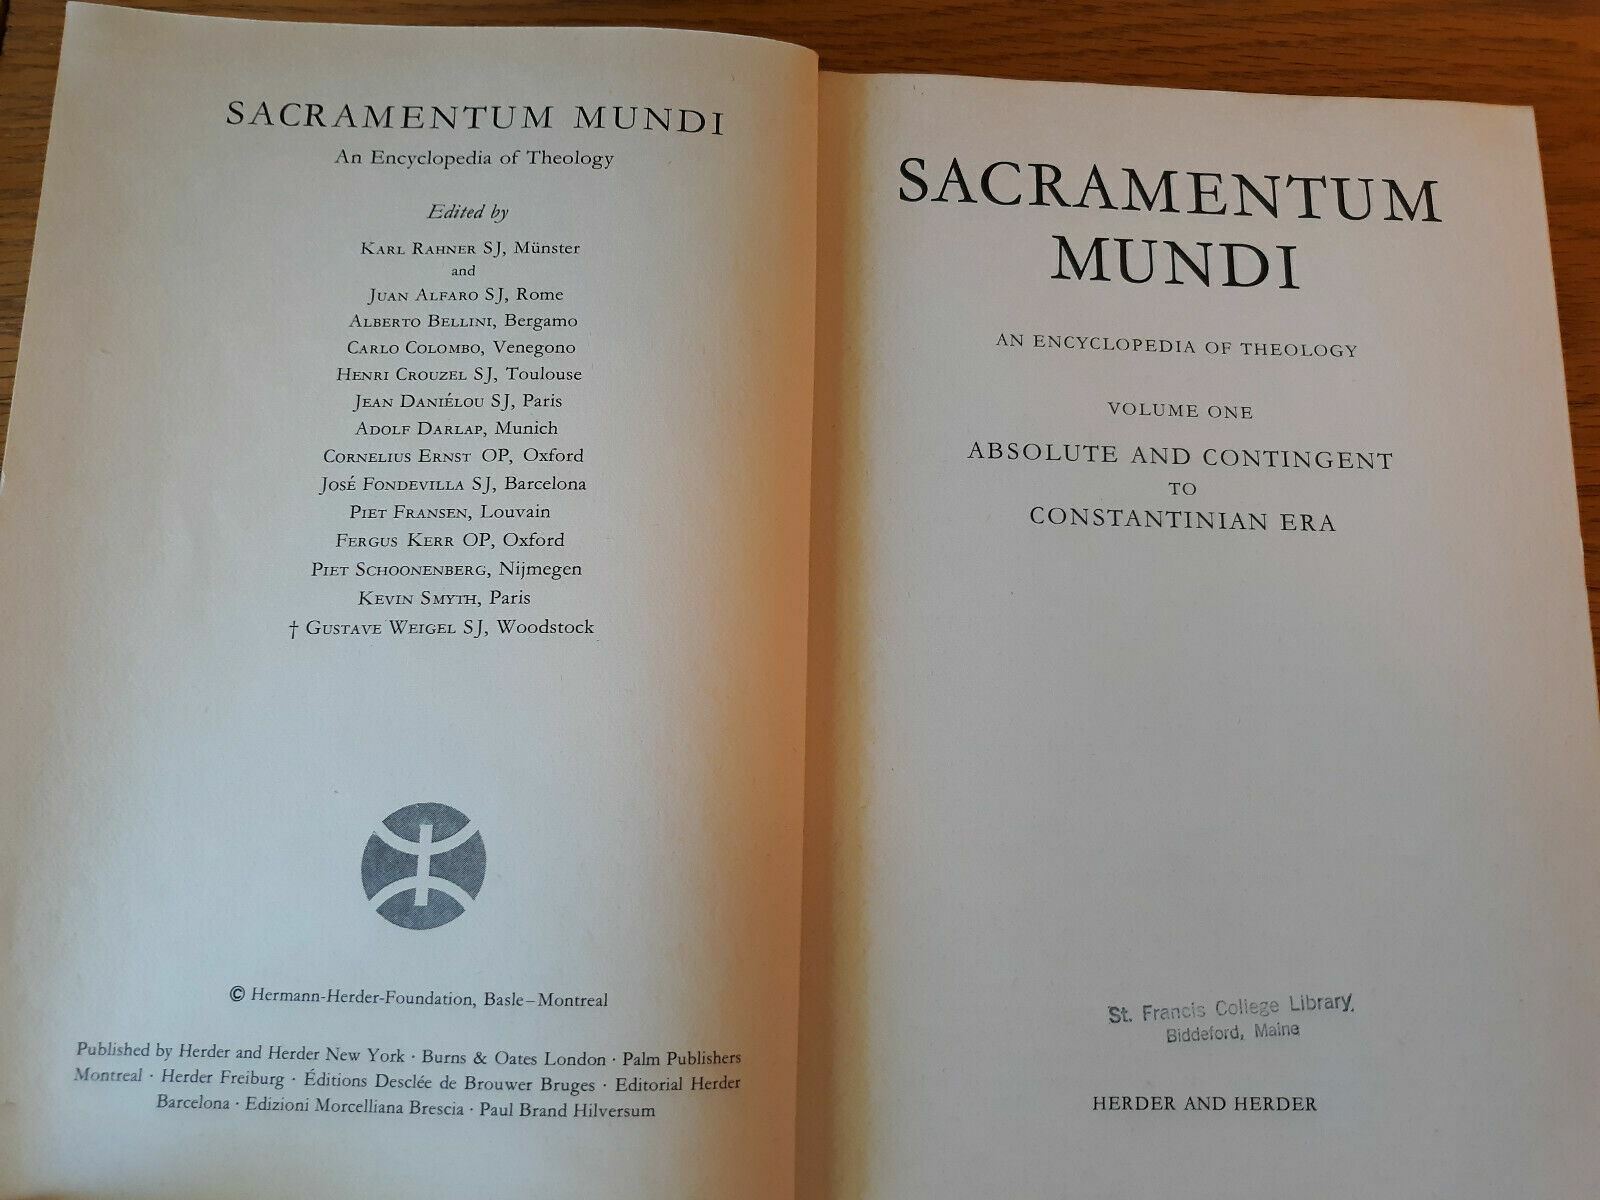 SACRAMENTUM MUNDI
An Encyclopedia of Theology
Edited by
Karl Rahner SJ, Münster
and
Juan Alfaro SJ, Rome
Alberto Bellini, Bergamo
Carlo Colombo, Venegono
Henri Crouzel SJ, Toulouse
Jean Daniélou SJ, Paris
Adolf Darlap, Munich
Cornelius Ernst OP, Oxford
José Fondevilla SJ, Barcelona
Piet Fransen, Louvain
Fergus Kerr OP, Oxford
Piet Schoonenberg, Nijmegen
Kevin Smyth, Paris
† Gustave Weigel SJ, Woodstock
© Hermann-Herder-Foundation, Basle–Montreal
Published by Herder and Herder New York · Burns & Oates London · Palm Publishers
Montreal · Herder Freiburg · Éditions Desclée de Brouwer Bruges · Editorial Herder
Barcelona · Edizioni Morcelliana Brescia · Paul Brand Hilversum
SACRAMENTUM
MUNDI
AN ENCYCLOPEDIA OF THEOLOGY
VOLUME ONE
ABSOLUTE AND CONTINGENT
TO
CONSTANTINIAN ERA
St. Francis College Library,
Biddeford, Maine
HERDER AND HERDER